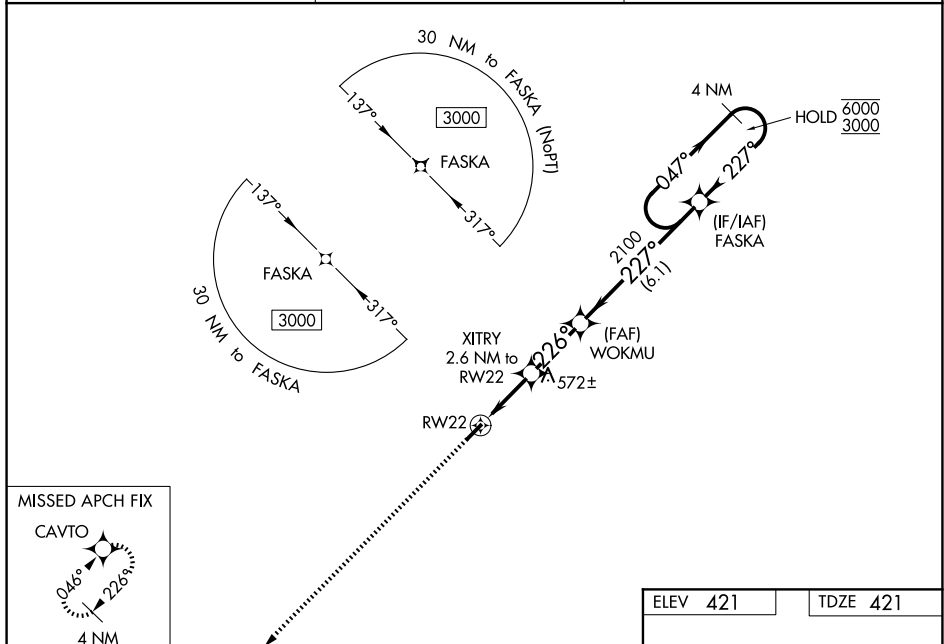 30 NM to FASKA (NoPT)
137°
3000
FASKA
317°
4 NM
HOLD 6000
3000
047°
227°
(IF/IAF)
FASKA
137°
FASKA
317°
3000
30 NM to FASKA
2100
227°
(6.1)
(FAF)
WOKMU
226°
XITRY
2.6 NM to
RW22
572±
RW22
MISSED APCH FIX
CAVTO
046°
226°
4 NM
ELEV 421
TDZE 421